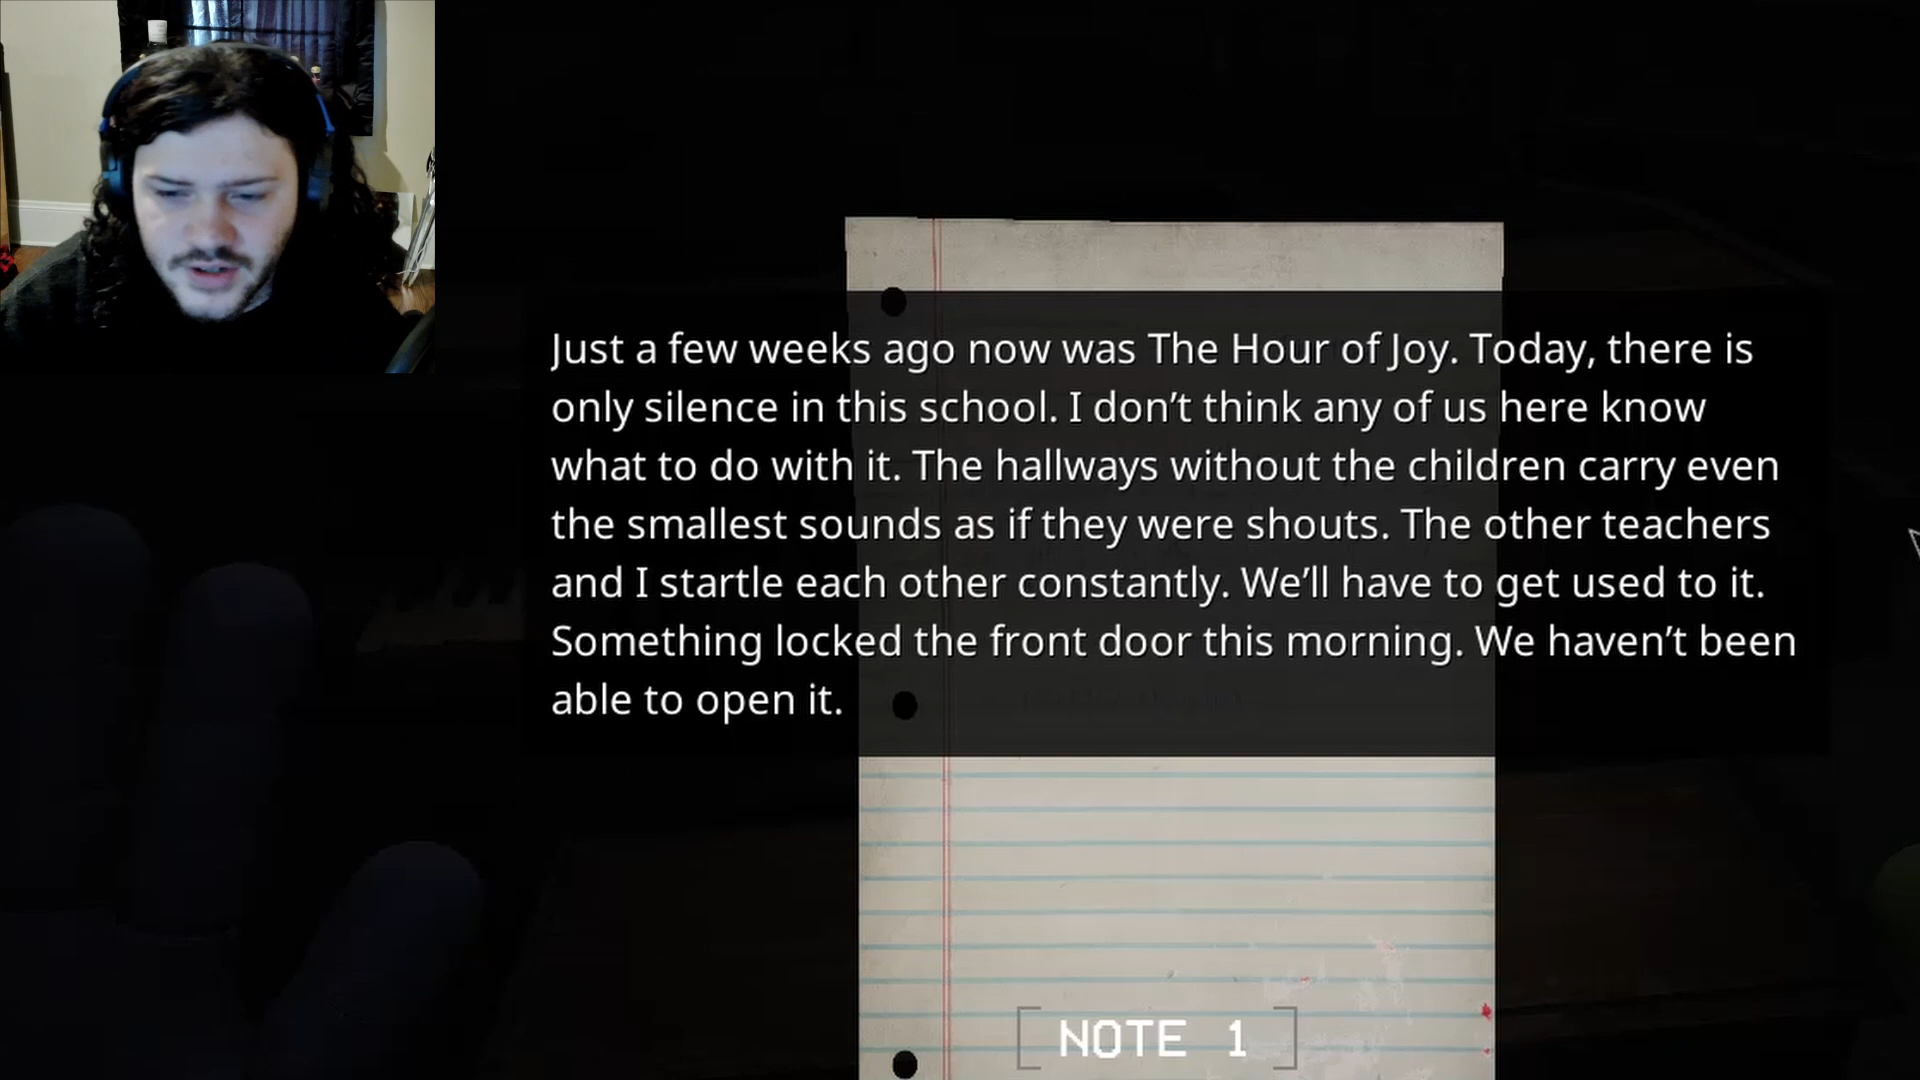 Just a few weeks ago now was The Hour of Joy. Today, there is
only silence in this school. I don’t think any of us here know
what to do with it. The hallways without the children carry even
the smallest sounds as if they were shouts. The other teachers
and I startle each other constantly. We’ll have to get used to it.
Something locked the front door this morning. We haven’t been
able to open it.
NOTE 1